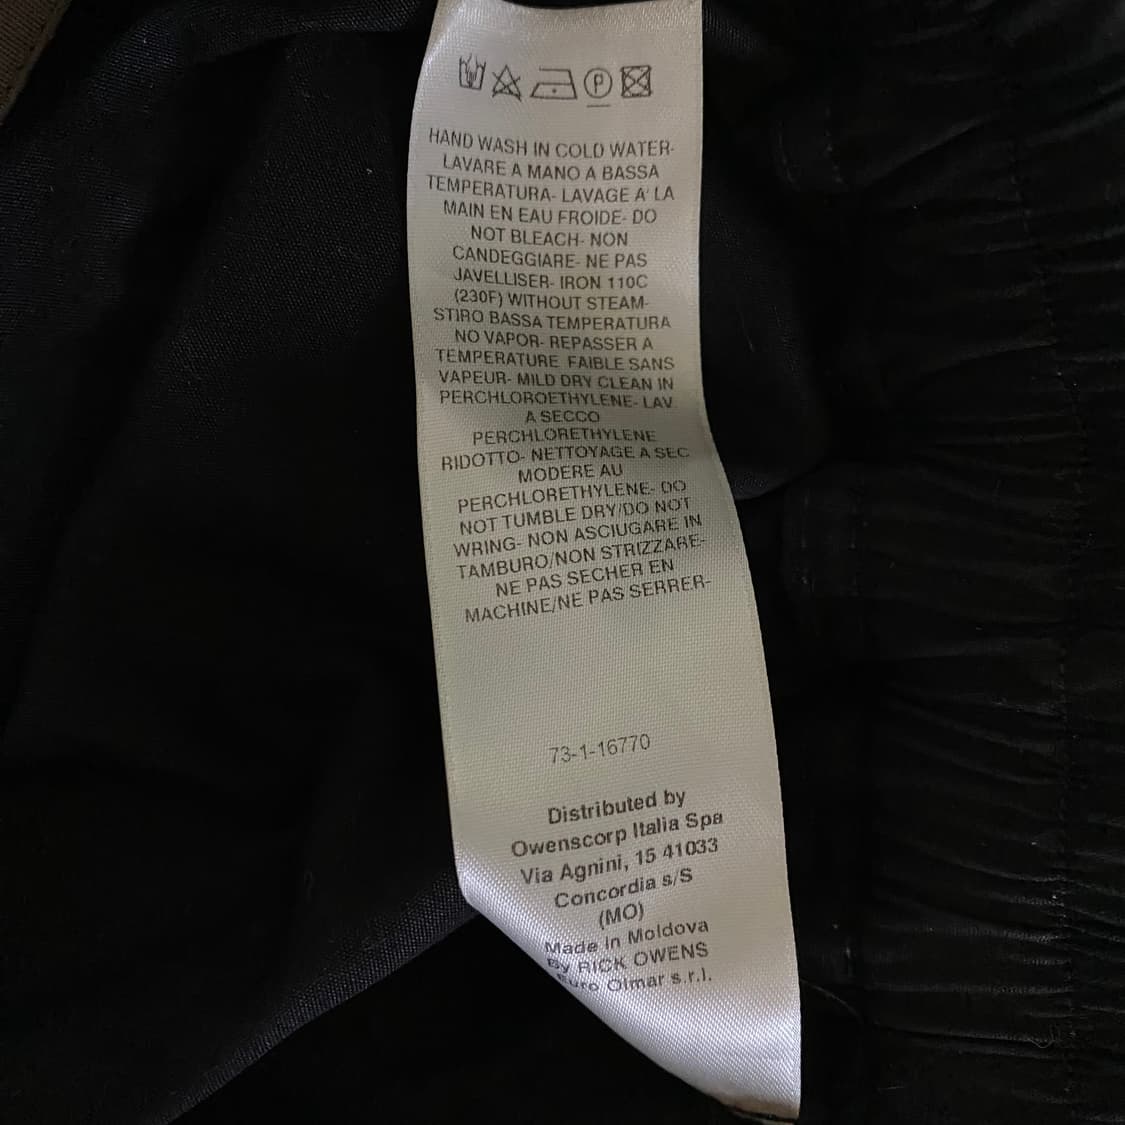 P
HAND WASH IN COLD WATER-
LAVARE A MANO A BASSA
TEMPERATURA- LAVAGE A' LA
MAIN EN EAU FROIDE- DO
NOT BLEACH- NON
CANDEGGIARE- NE PAS
JAVELLISER- IRON 110C
(230F) WITHOUT STEAM-
STIRO BASSA TEMPERATURA
NO VAPOR- REPASSER A
TEMPERATURE FAIBLE SANS
VAPEUR- MILD DRY CLEAN IN
PERCHLOROETHYLENE- LAV.
A SECCO
PERCHLORETHYLENE
RIDOTTO- NETTOYAGE A SEC
MODERE AU
PERCHLORETHYLENE- DO
NOT TUMBLE DRY/DO NOT
WRING- NON ASCIUGARE IN
TAMBURO/NON STRIZZARE-
NE PAS SECHER EN
MACHINE/NE PAS SERRER-
73-1-16770
Distributed by
Owenscorp Italia Spa
Via Agnini, 15 41033
Concordia s/S
(MO)
Made in Moldova
By RICK OWENS
Euro Olmar s.r.l.